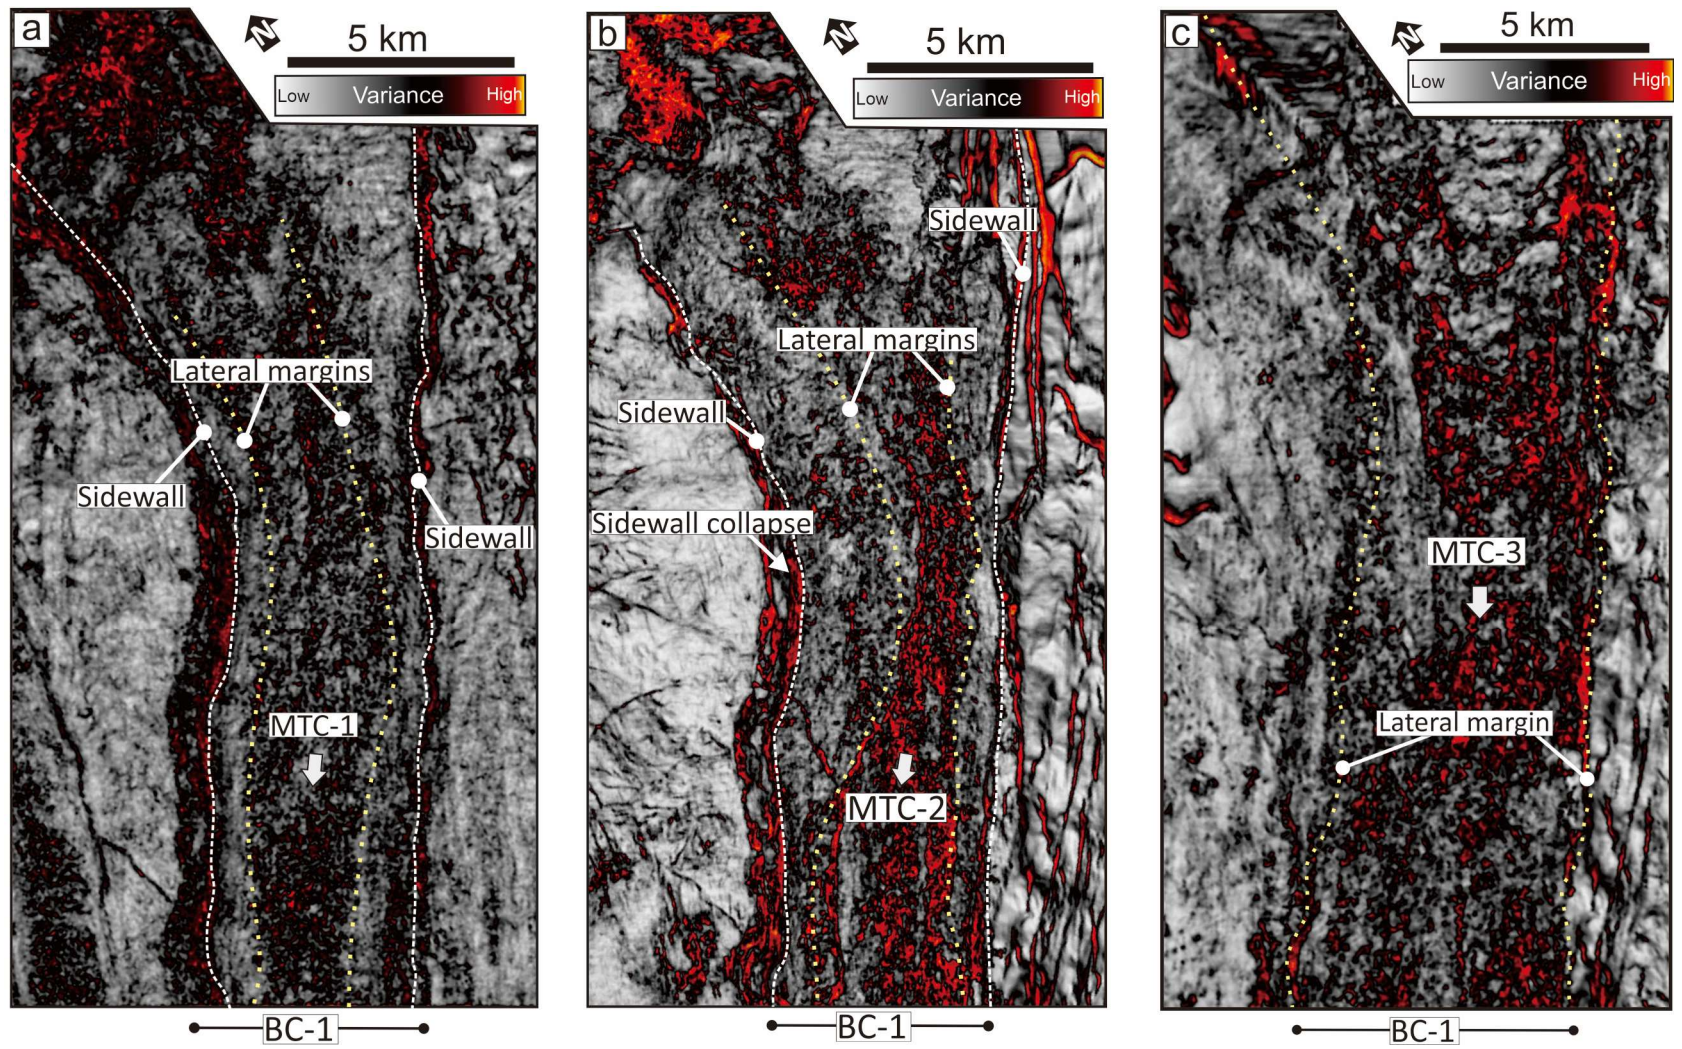 a
N
5 km
Low Variance High
Lateral margins
Sidewall
Sidewall
MTC-1
BC-1
b
N
5 km
Low Variance High
Sidewall
Lateral margins
Sidewall
Sidewall collapse
MTC-2
BC-1
c
N
5 km
Low Variance High
MTC-3
Lateral margin
BC-1